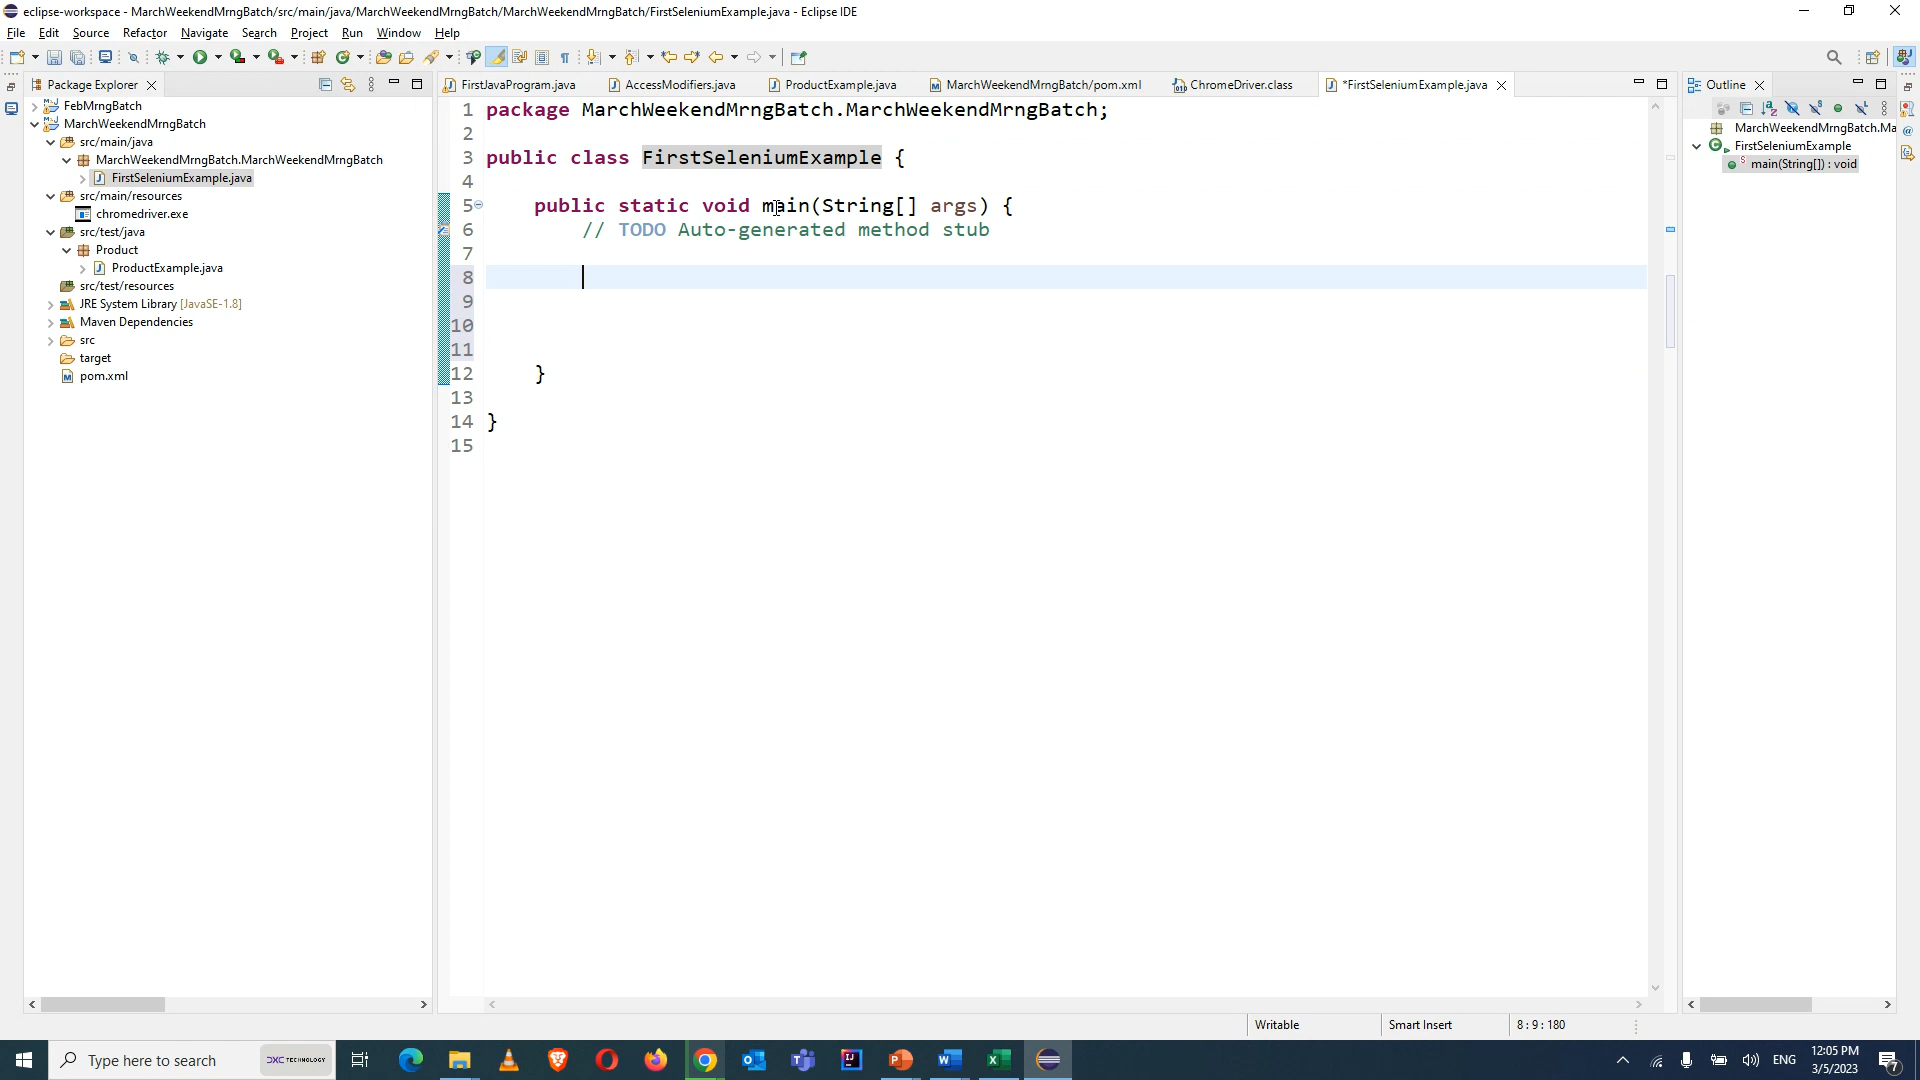 eclipse-workspace - MarchWeekendMrngBatch/src/main/java/MarchWeekendMrngBatch/MarchWeekendMrngBatch/FirstSeleniumExample.java - Eclipse IDE
File Edit Source Refactor Navigate Search Project Run Window Help
Package Explorer
FirstJavaProgram.java AccessModifiers.java ProductExample.java MarchWeekendMrngBatch/pom.xml ChromeDriver.class *FirstSeleniumExample.java
Outline
FebMrngBatch
MarchWeekendMrngBatch
src/main/java
MarchWeekendMrngBatch.MarchWeekendMrngBatch
FirstSeleniumExample.java
src/main/resources
chromedriver.exe
src/test/java
Product
ProductExample.java
src/test/resources
JRE System Library [JavaSE-1.8]
Maven Dependencies
src
target
pom.xml
1 package MarchWeekendMrngBatch.MarchWeekendMrngBatch;
2
3 public class FirstSeleniumExample {
4
5 public static void main(String[] args) {
6 // TODO Auto-generated method stub
7
8
9
10
11
12 }
13
14 }
15
MarchWeekendMrngBatch.Ma
FirstSeleniumExample
main(String[]) : void
Writable Smart Insert 8 : 9 : 180
Type here to search DXC TECHNOLOGY
ENG
12:05 PM
3/5/2023
7